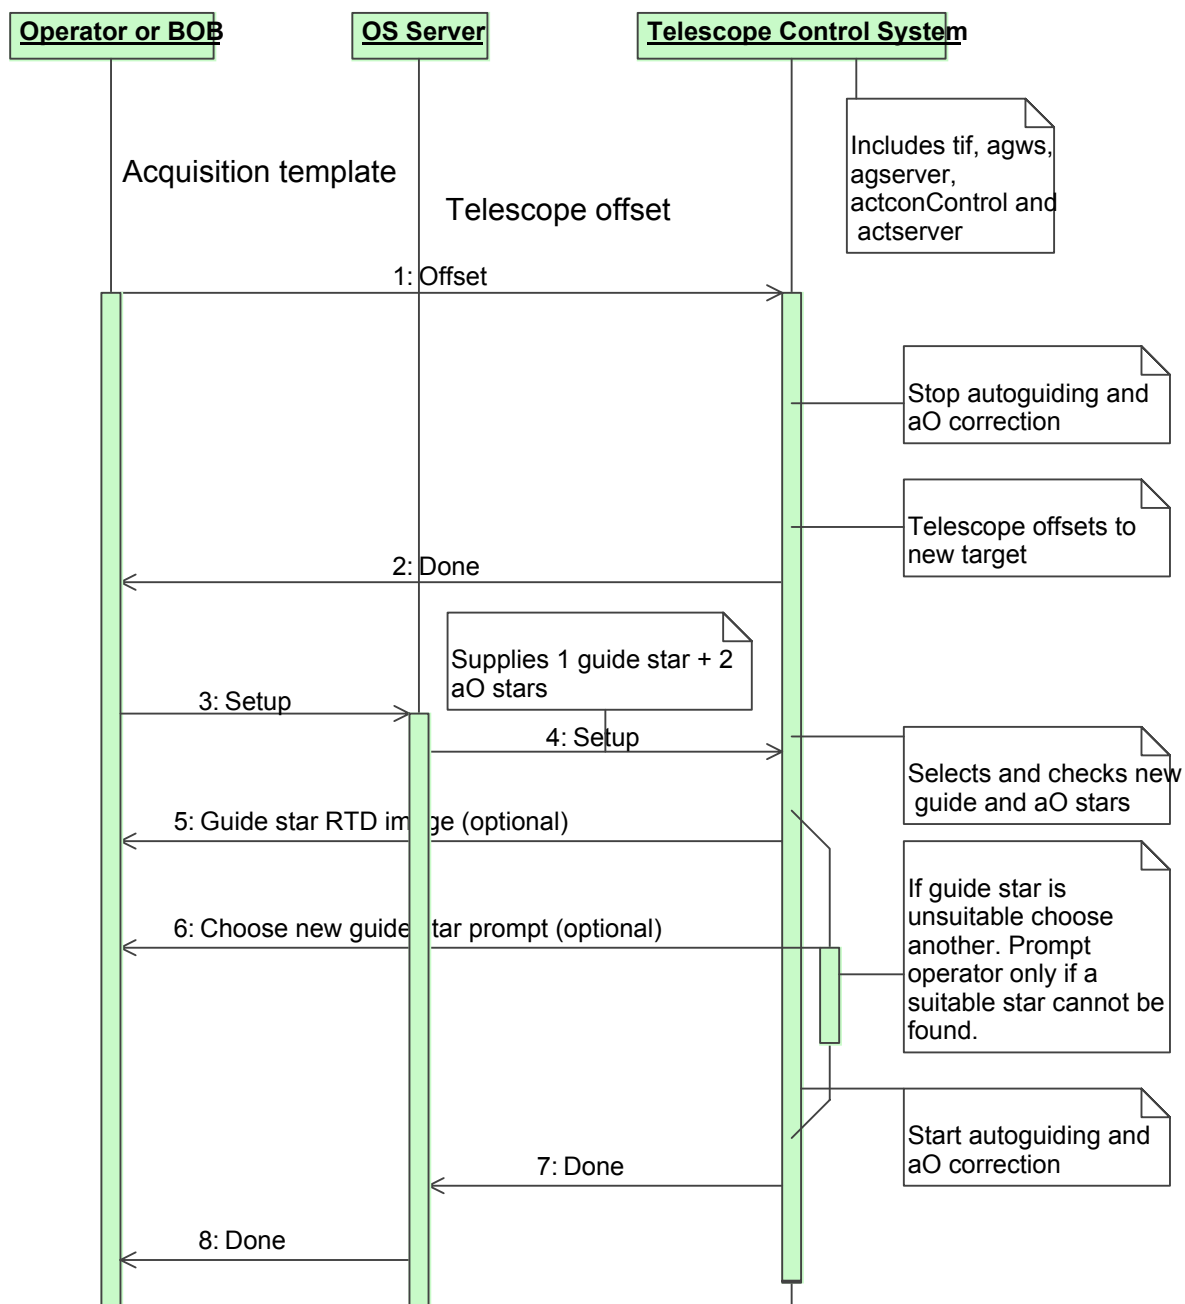 Operator or BOB
OS Server
Telescope Control System
Includes tif, agws,
agserver,
actconControl and
actserver
Acquisition template
Telescope offset
1: Offset
Stop autoguiding and
aO correction
Telescope offsets to
new target
2: Done
Supplies 1 guide star + 2
aO stars
3: Setup
4: Setup
Selects and checks new
guide and aO stars
5: Guide star RTD image (optional)
If guide star is
unsuitable choose
another. Prompt
operator only if a
suitable star cannot be
found.
6: Choose new guide star prompt (optional)
Start autoguiding and
aO correction
7: Done
8: Done